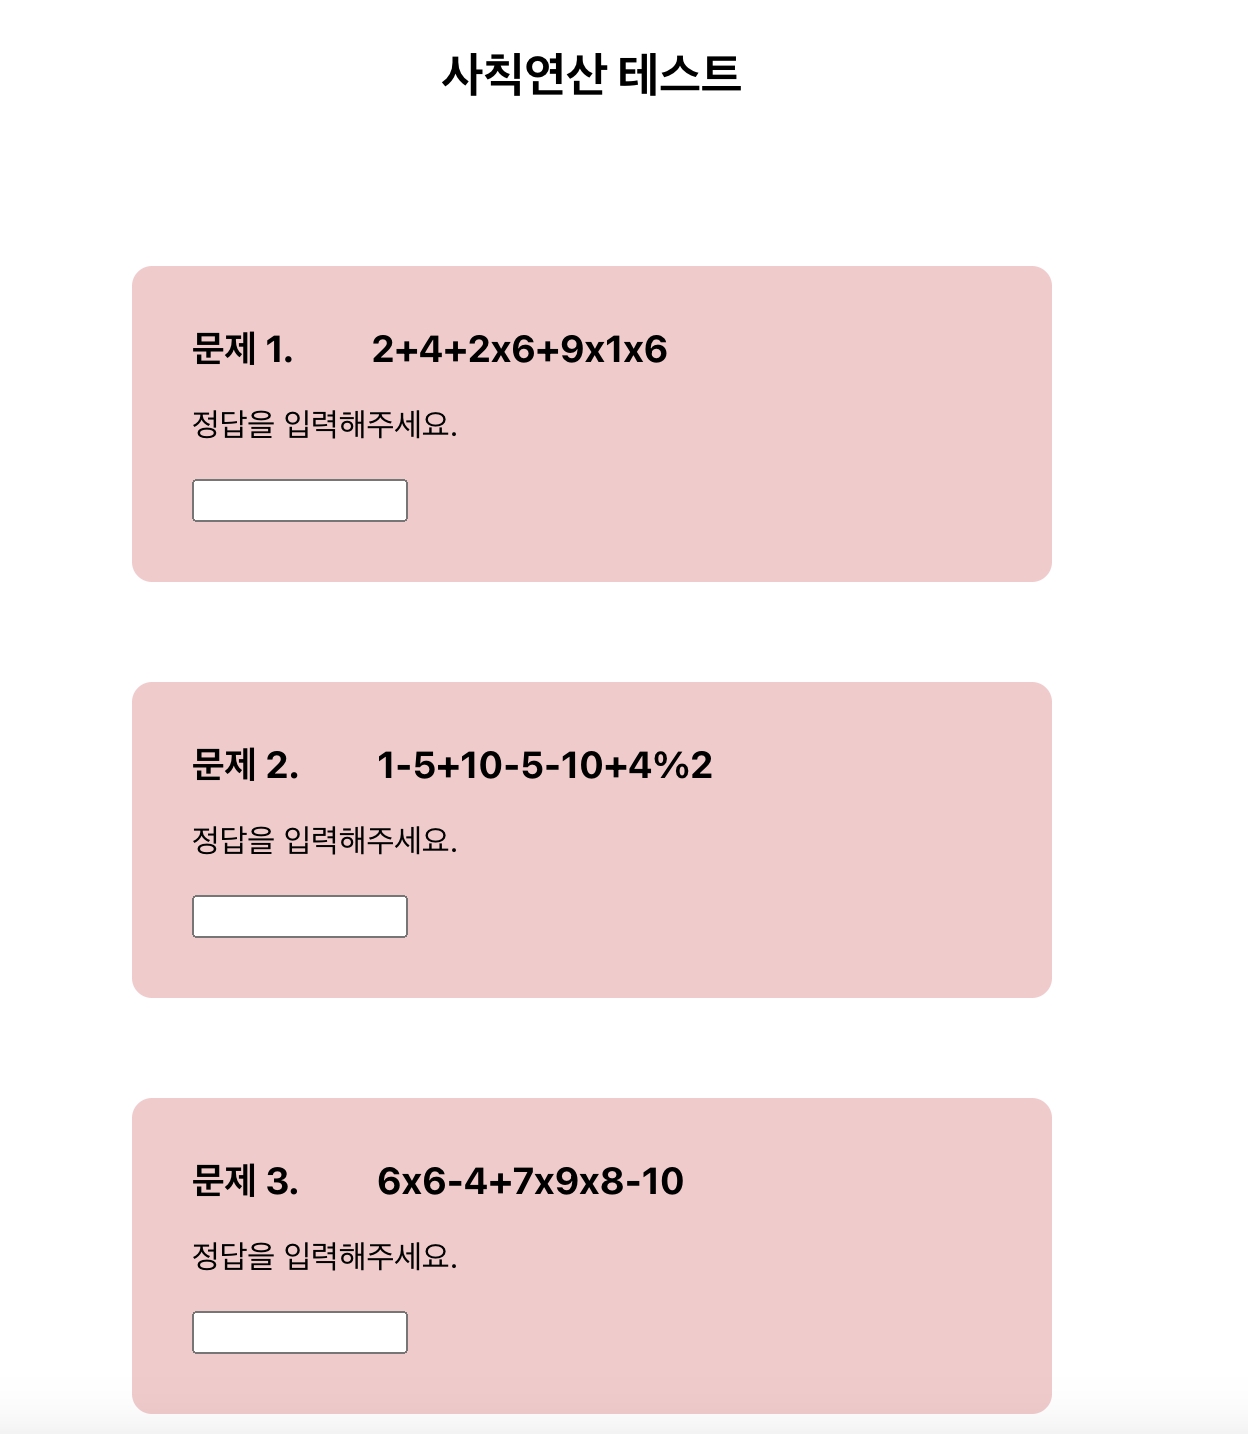 사칙연산 테스트
문제 1. 2+4+2x6+9x1x6
정답을 입력해주세요.
문제 2. 1-5+10-5-10+4%2
정답을 입력해주세요.
문제 3. 6x6-4+7x9x8-10
정답을 입력해주세요.